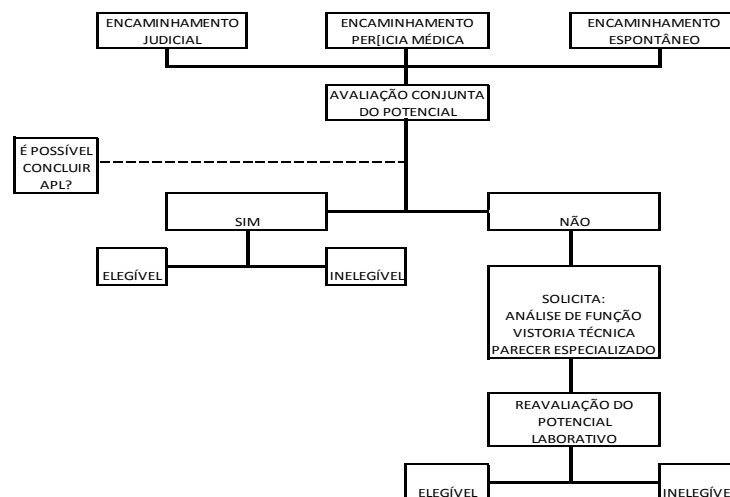 ENCAMINHAMENTO
JUDICIAL
ENCAMINHAMENTO
PER[ICIA MÉDICA
ENCAMINHAMENTO
ESPONTÂNEO
AVALIAÇÃO CONJUNTA
DO POTENCIAL
É POSSÍVEL
CONCLUIR
APL?
SIM
NÃO
ELEGÍVEL
INELEGÍVEL
SOLICITA:
ANÁLISE DE FUNÇÃO
VISTORIA TÉCNICA
PARECER ESPECIALIZADO
REAVALIAÇÃO DO
POTENCIAL
LABORATIVO
ELEGÍVEL
INELEGÍVEL